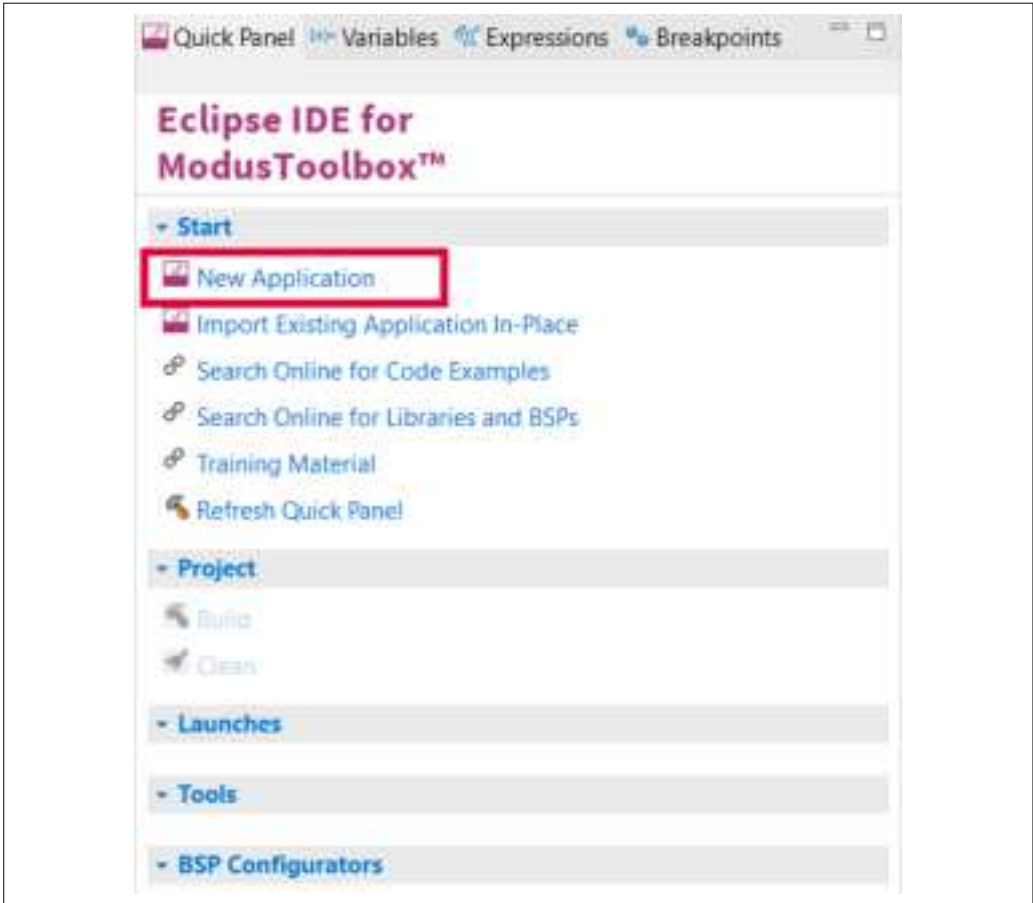 Quick Panel Variables Expressions Breakpoints
Eclipse IDE for
ModusToolbox™
Start
New Application
Import Existing Application In-Place
Search Online for Code Examples
Search Online for Libraries and BSPs
Training Material
Refresh Quick Panel
Project
Build
Clean
Launches
Tools
BSP Configurators